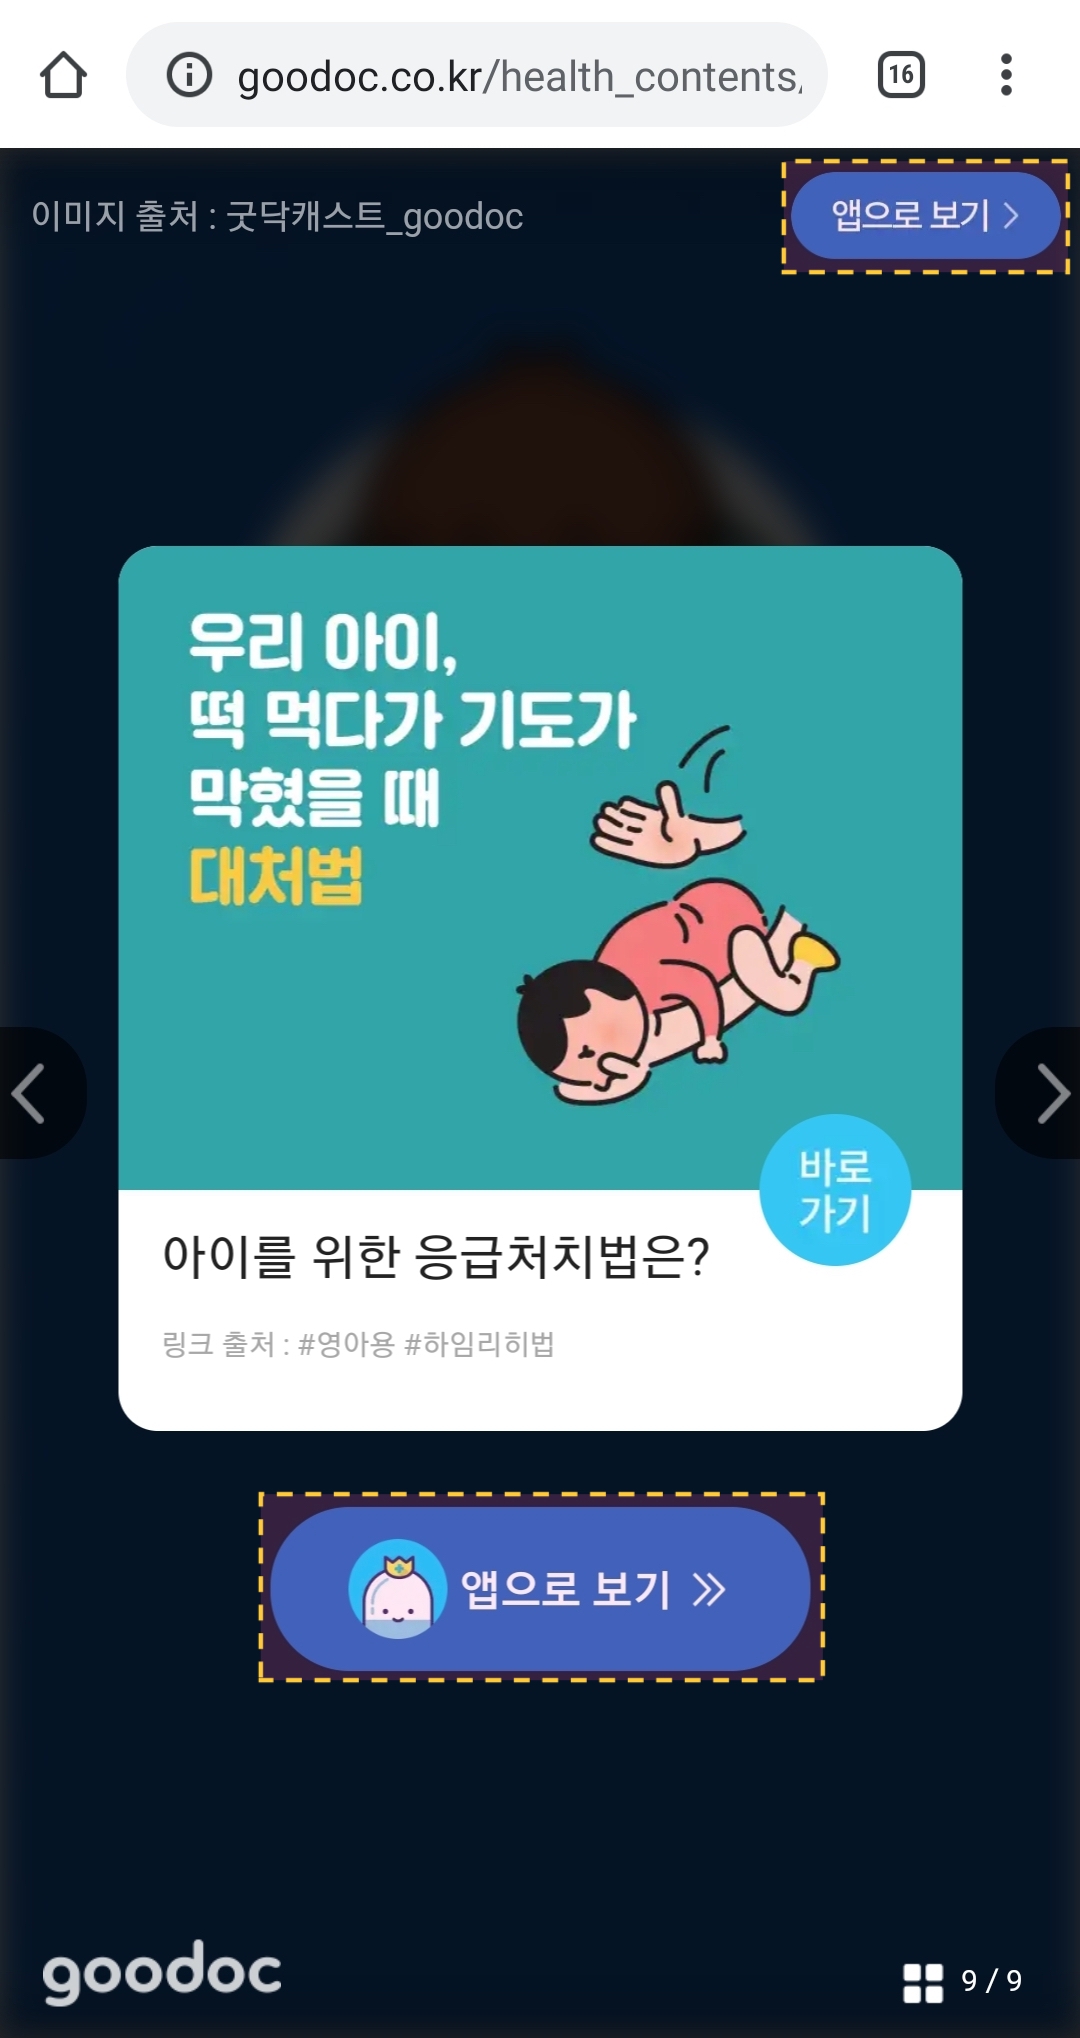 goodoc.co.kr/health_contents
16
이미지 출처 : 굿닥캐스트_goodoc
앱으로 보기
우리 아이,
떡 먹다가 기도가
막혔을 때
대처법
바로
가기
아이를 위한 응급처치법은?
링크 출처 : #영아용 #하임리히법
앱으로 보기
goodoc
9 / 9